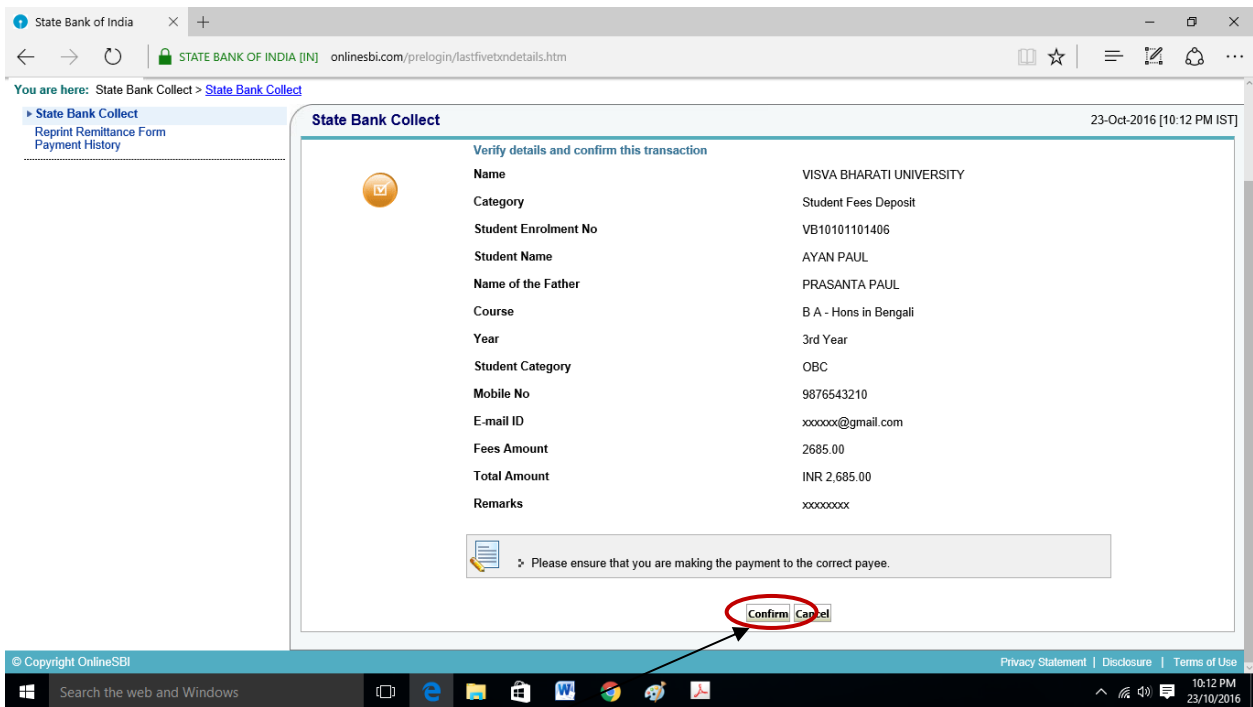 State Bank of India
STATE BANK OF INDIA [IN] onlinesbi.com/prelogin/lastfivetxndetails.htm
You are here: State Bank Collect > State Bank Collect
State Bank Collect
Reprint Remittance Form
Payment History
State Bank Collect 23-Oct-2016 [10:12 PM IST]
Verify details and confirm this transaction
Name VISVA BHARATI UNIVERSITY
Category Student Fees Deposit
Student Enrolment No VB10101101406
Student Name AYAN PAUL
Name of the Father PRASANTA PAUL
Course B A - Hons in Bengali
Year 3rd Year
Student Category OBC
Mobile No 9876543210
E-mail ID xxxxxx@gmail.com
Fees Amount 2685.00
Total Amount INR 2,685.00
Remarks xxxxxxxx
Please ensure that you are making the payment to the correct payee.
Confirm Cancel
© Copyright OnlineSBI Privacy Statement | Disclosure | Terms of Use
Search the web and Windows 10:12 PM
23/10/2016